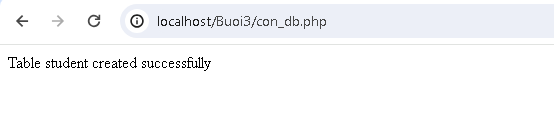 localhost/Buoi3/con_db.php
Table student created successfully